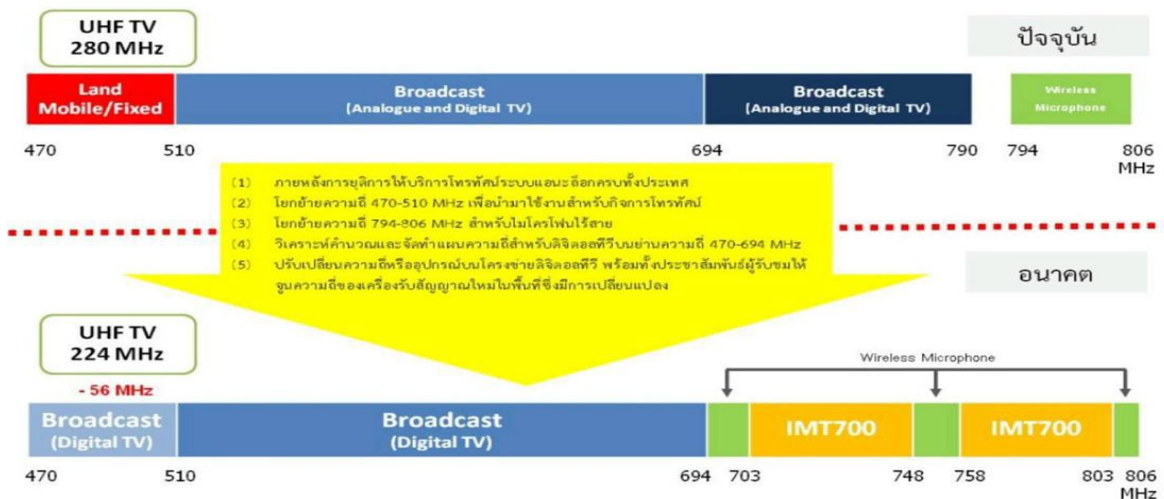 UHF TV
280 MHz
ปัจจุบัน
Land
Mobile/Fixed
Broadcast
(Analogue and Digital TV)
Broadcast
(Analogue and Digital TV)
Wireless
Microphone
470 510 694 790 794 806
MHz
(1) ภายหลังการยุติการให้บริการโทรทัศน์ระบบแอนะล็อกครบทั้งประเทศ
(2) โยกย้ายความถี่ 470-510 MHz เพื่อนำมาใช้งานสำหรับกิจการโทรทัศน์
(3) โยกย้ายความถี่ 794-806 MHz สำหรับไมโครโฟนไร้สาย
(4) วิเคราะห์คำนวณและจัดทำแผนความถี่สำหรับดิจิตอลทีวีบนย่านความถี่ 470-694 MHz
(5) ปรับเปลี่ยนความถี่หรืออุปกรณ์บนโครงข่ายดิจิตอลทีวี พร้อมทั้งประชาสัมพันธ์ผู้รับชมให้
จูนความถี่ของเครื่องรับสัญญาณใหม่ในพื้นที่ซึ่งมีการเปลี่ยนแปลง
อนาคต
UHF TV
224 MHz
- 56 MHz
Wireless Microphone
Broadcast
(Digital TV)
Broadcast
(Digital TV)
IMT700
IMT700
470 510 694 703 748 758 803 806
MHz